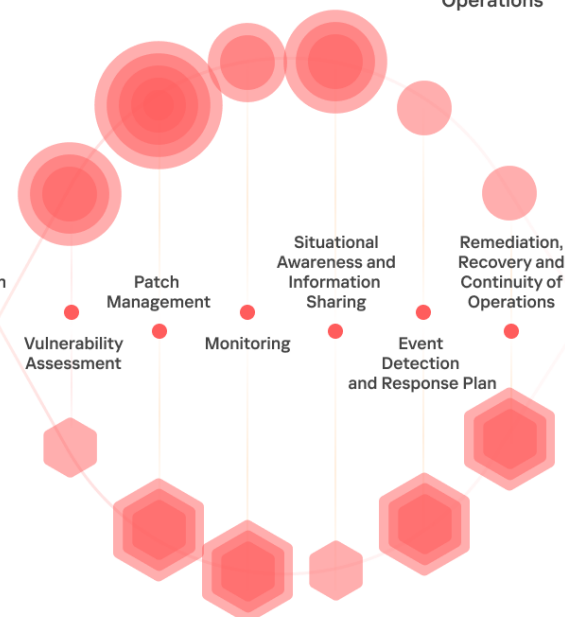 Operations
Situational
Awareness and
Information
Sharing
Remediation,
Recovery and
Continuity of
Operations
Patch
Management
Vulnerability
Assessment
Monitoring
Event
Detection
and Response Plan